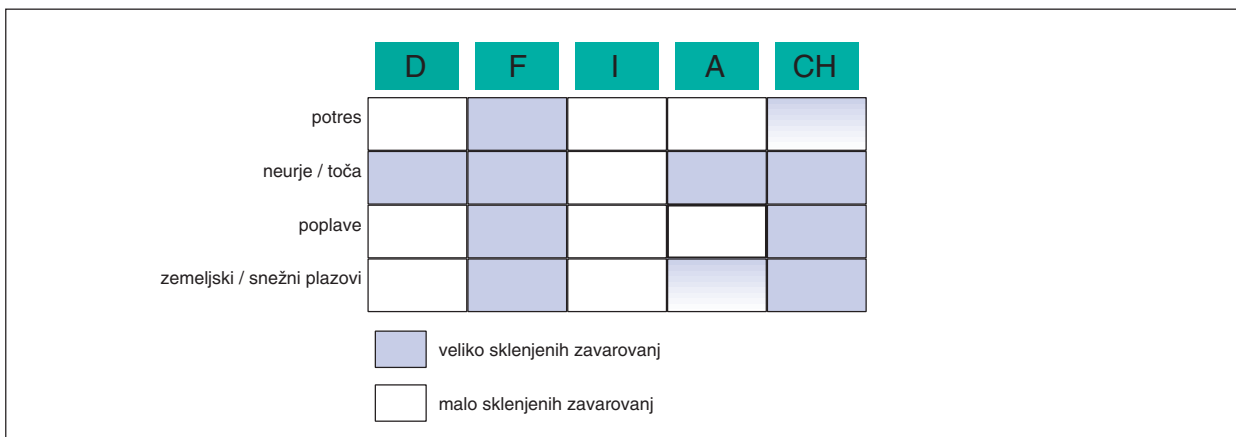 D F I A CH
potres
neurje / toča
poplave
zemeljski / snežni plazovi
veliko sklenjenih zavarovanj
malo sklenjenih zavarovanj